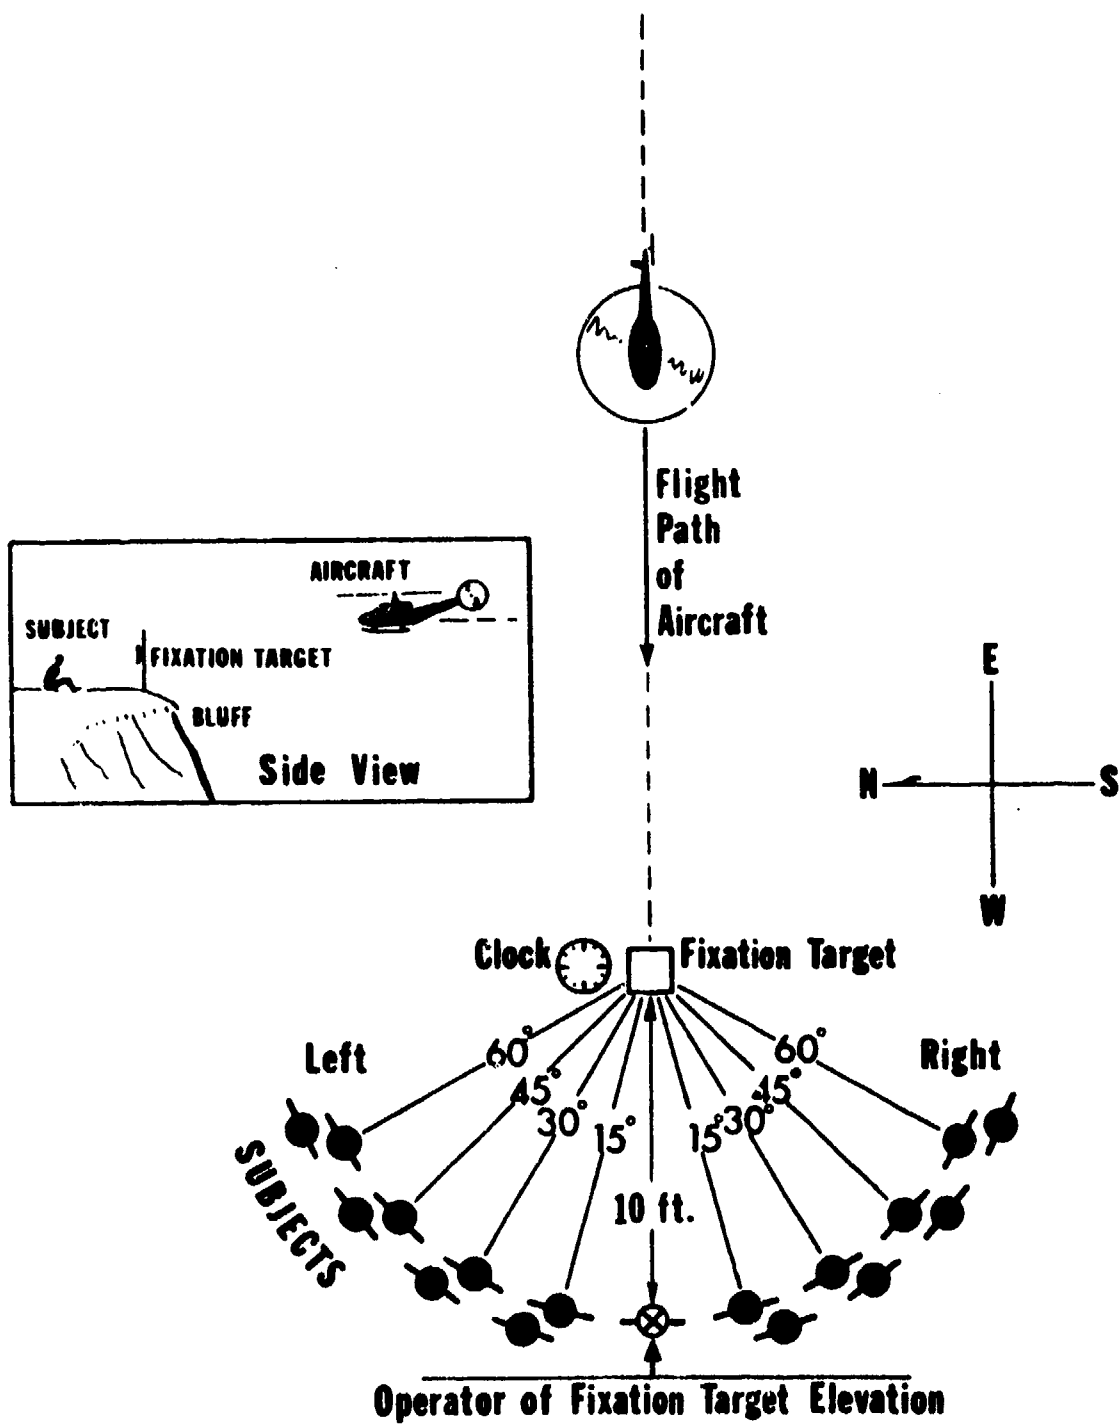 Flight
Path
of
Aircraft
AIRCRAFT
SUBJECT
FIXATION TARGET
BLUFF
Side View
E
N
S
W
Clock
Fixation Target
Left
Right
60°
60°
45°
45°
30°
15°
15°
30°
SUBJECTS
10 ft.
Operator of Fixation Target Elevation